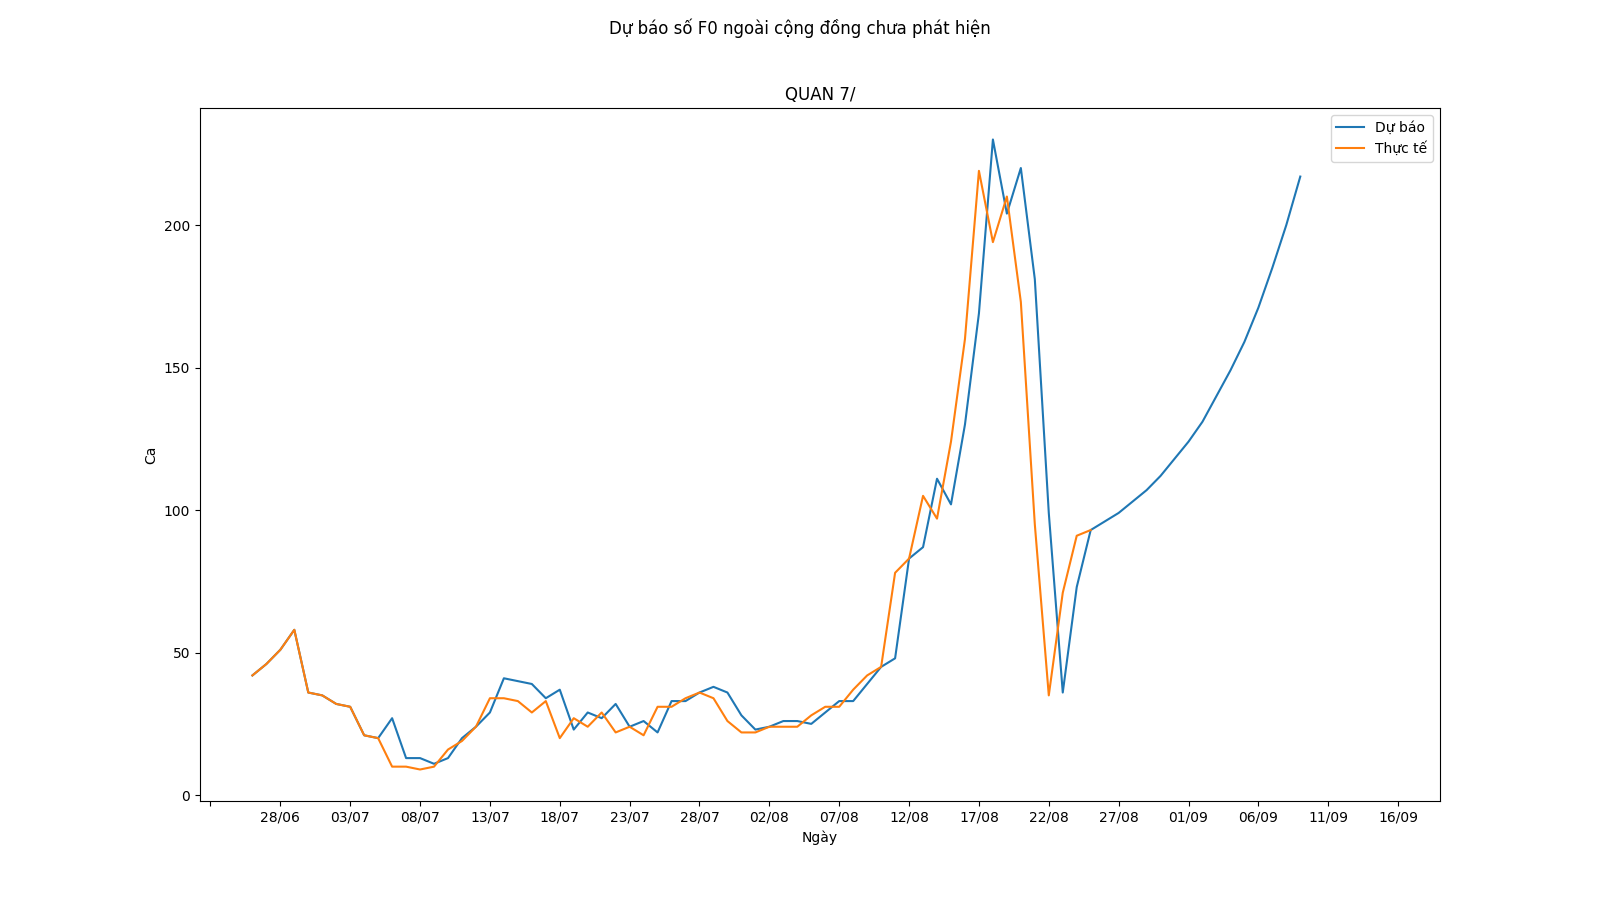 Dự báo số F0 ngoài cộng đồng chưa phát hiện
QUAN 7/
Dự báo
Thực tế
200
150
100
50
0
Ca
28/06 03/07 08/07 13/07 18/07 23/07 28/07 02/08 07/08 12/08 17/08 22/08 27/08 01/09 06/09 11/09 16/09
Ngày